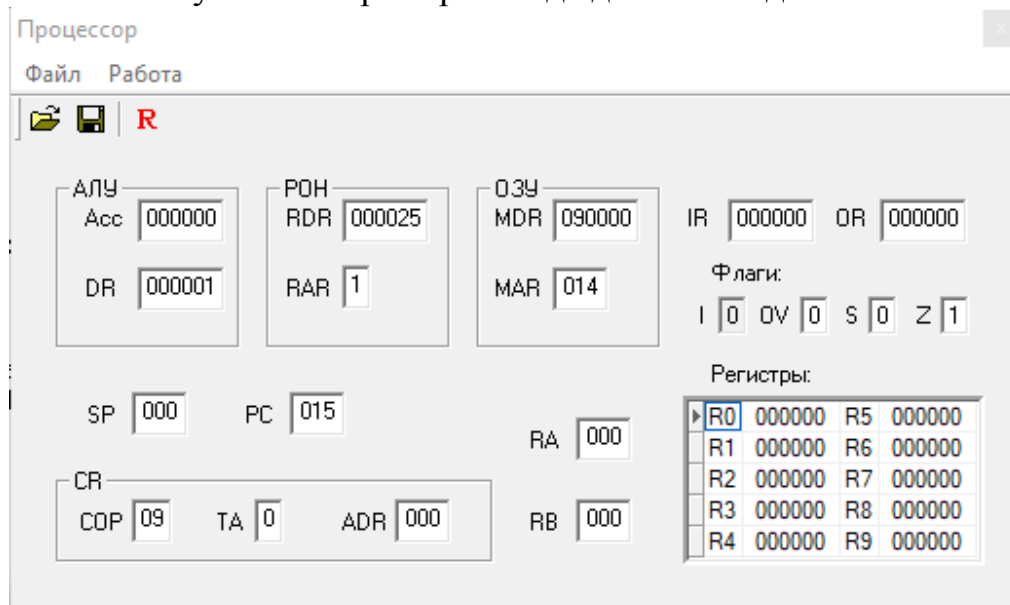 Процессор
Файл Работа
R
АЛУ
Acc 000000
DR 000001
РОН
RDR 000025
RAR 1
ОЗУ
MDR 090000
MAR 014
IR 000000 OR 000000
Флаги:
I 0 OV 0 S 0 Z 1
SP 000 PC 015
RA 000
RB 000
CR
COP 09 TA 0 ADR 000
Регистры:
R0 000000 R5 000000
R1 000000 R6 000000
R2 000000 R7 000000
R3 000000 R8 000000
R4 000000 R9 000000